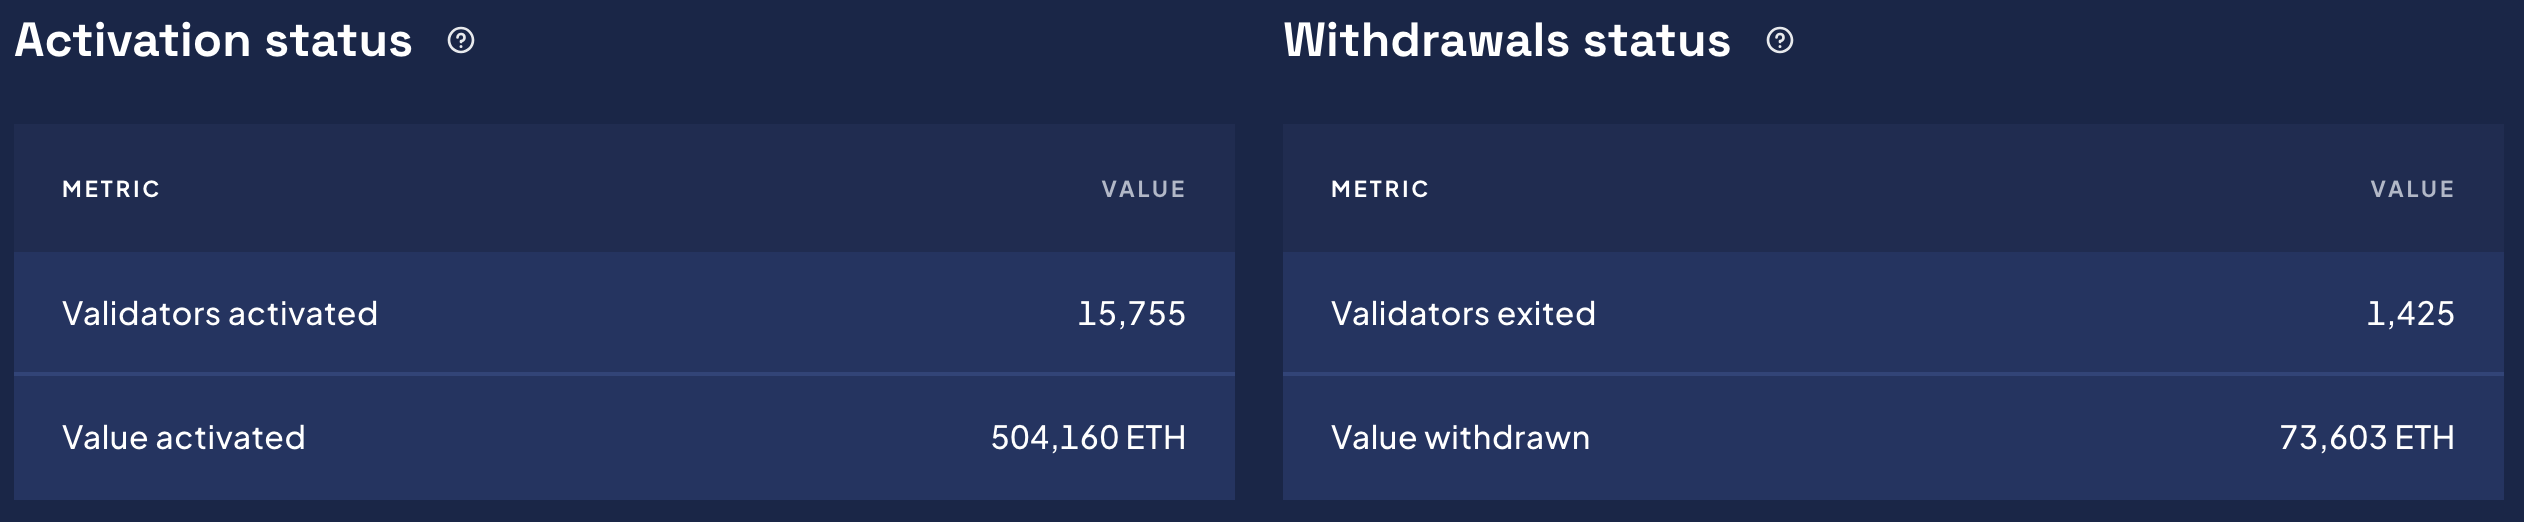 Activation status
METRIC VALUE
Validators activated 15,755
Value activated 504,160 ETH
Withdrawals status
METRIC VALUE
Validators exited 1,425
Value withdrawn 73,603 ETH